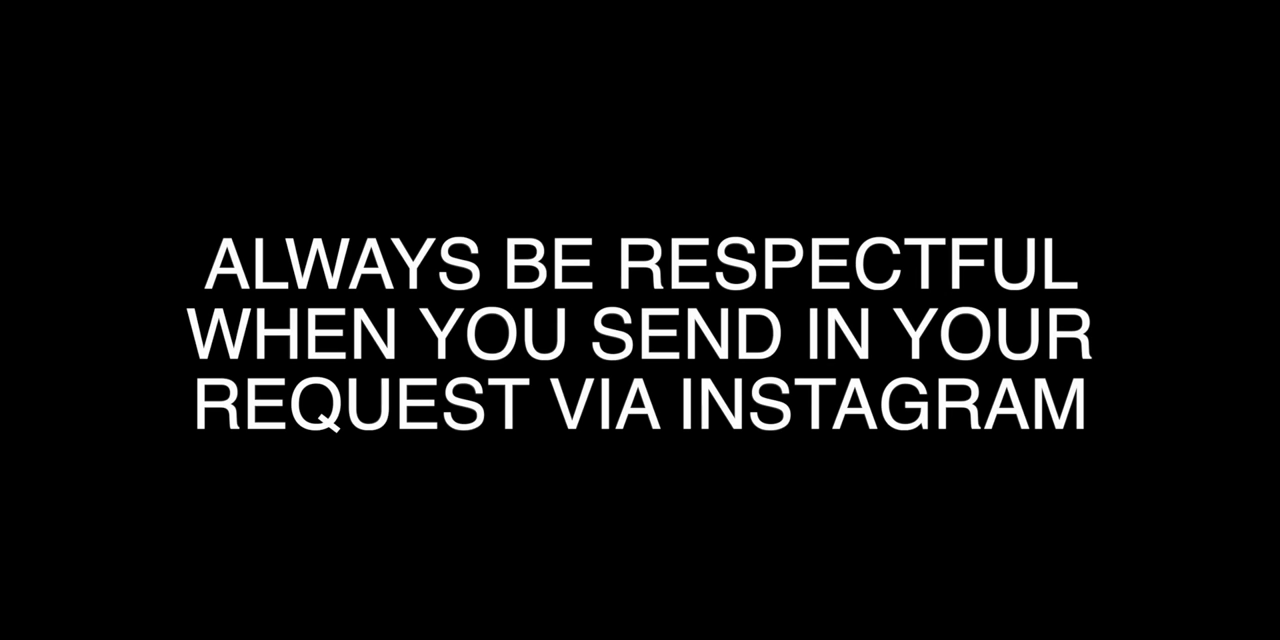 ALWAYS BE RESPECTFUL
WHEN YOU SEND IN YOUR
REQUEST VIA INSTAGRAM